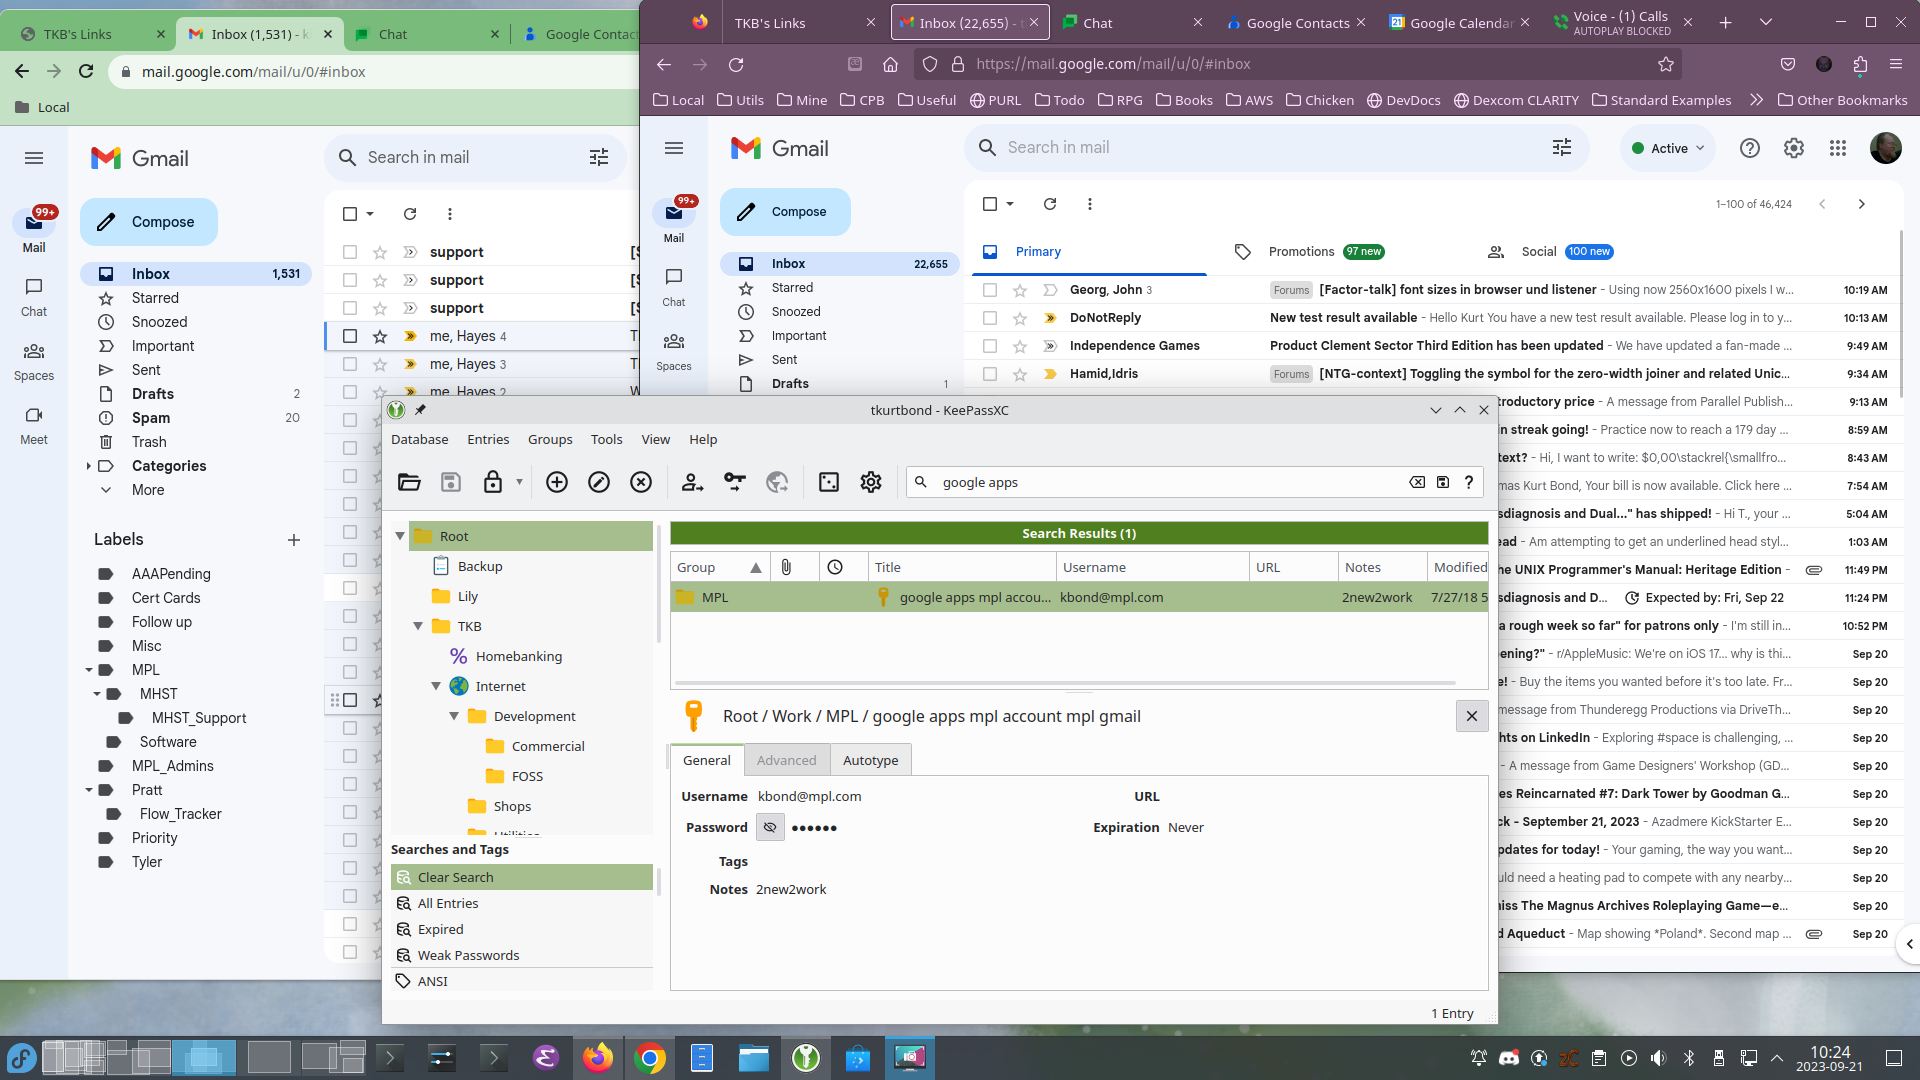 TKB's Links
Inbox (1,531) - k
Chat
Google Contac
mail.google.com/mail/u/0/#inbox
Local
Gmail
Search in mail
99+
Mail
Chat
Spaces
Meet
Compose
Inbox 1,531
Starred
Snoozed
Important
Sent
Drafts 2
Spam 20
Trash
Categories
More
Labels
AAAPending
Cert Cards
Follow up
Misc
MPL
MHST
MHST_Support
Software
MPL_Admins
Pratt
Flow_Tracker
Priority
Tyler
support [S
support [S
support [S
me, Hayes 4
me, Hayes 3
me, Hayes 2
TKB's Links
Inbox (22,655) - t
Chat
Google Contacts
Google Calendar
Voice - (1) Calls
AUTOPLAY BLOCKED
https://mail.google.com/mail/u/0/#inbox
Local Utils Mine CPB Useful PURL Todo RPG Books AWS Chicken DevDocs Dexcom CLARITY Standard Examples Other Bookmarks
Gmail
Search in mail
Active
99+
Mail
Chat
Spaces
Compose
Inbox 22,655
Starred
Snoozed
Important
Sent
Drafts 1
1–100 of 46,424
Primary
Promotions 97 new
Social 100 new
Georg, John 3 Forums [Factor-talk] font sizes in browser und listener - Using now 2560x1600 pixels I w... 10:19 AM
DoNotReply New test result available - Hello Kurt You have a new test result available. Please log in to y... 10:13 AM
Independence Games Product Clement Sector Third Edition has been updated - We have updated a fan-made ... 9:49 AM
Hamid,Idris Forums [NTG-context] Toggling the symbol for the zero-width joiner and related Unic... 9:34 AM
troductory price - A message from Parallel Publish... 9:13 AM
n streak going! - Practice now to reach a 179 day ... 8:59 AM
text? - Hi, I want to write: $0,00\stackrel{\smallfro... 8:43 AM
mas Kurt Bond, Your bill is now available. Click here ... 7:54 AM
sdiagnosis and Dual..." has shipped! - Hi T., your ... 5:04 AM
ead - Am attempting to get an underlined head styl... 1:03 AM
he UNIX Programmer's Manual: Heritage Edition - 11:49 PM
sdiagnosis and D... Expected by: Fri, Sep 22 11:24 PM
a rough week so far" for patrons only - I'm still in... 10:52 PM
ening?" - r/AppleMusic: We're on iOS 17... why is thi... Sep 20
e! - Buy the items you wanted before it's too late. Fr... Sep 20
message from Thunderegg Productions via DriveTh... Sep 20
hts on LinkedIn - Exploring #space is challenging, ... Sep 20
- A message from Game Designers' Workshop (GD... Sep 20
es Reincarnated #7: Dark Tower by Goodman G... Sep 20
ck - September 21, 2023 - Azadmere KickStarter E... Sep 20
pdates for today! - Your gaming, the way you want... Sep 20
uld need a heating pad to compete with any nearby... Sep 20
niss The Magnus Archives Roleplaying Game—e... Sep 20
d Aqueduct - Map showing *Poland*. Second map ... Sep 20
tkurtbond - KeePassXC
Database Entries Groups Tools View Help
google apps
?
Root
Backup
Lily
TKB
Homebanking
Internet
Development
Commercial
FOSS
Shops
Utilities
Searches and Tags
Clear Search
All Entries
Expired
Weak Passwords
ANSI
Search Results (1)
Group Title Username URL Notes Modified
MPL google apps mpl accou... kbond@mpl.com 2new2work 7/27/18 5
Root / Work / MPL / google apps mpl account mpl gmail
General Advanced Autotype
Username kbond@mpl.com URL
Password ●●●●●● Expiration Never
Tags
Notes 2new2work
1 Entry
10:24
2023-09-21